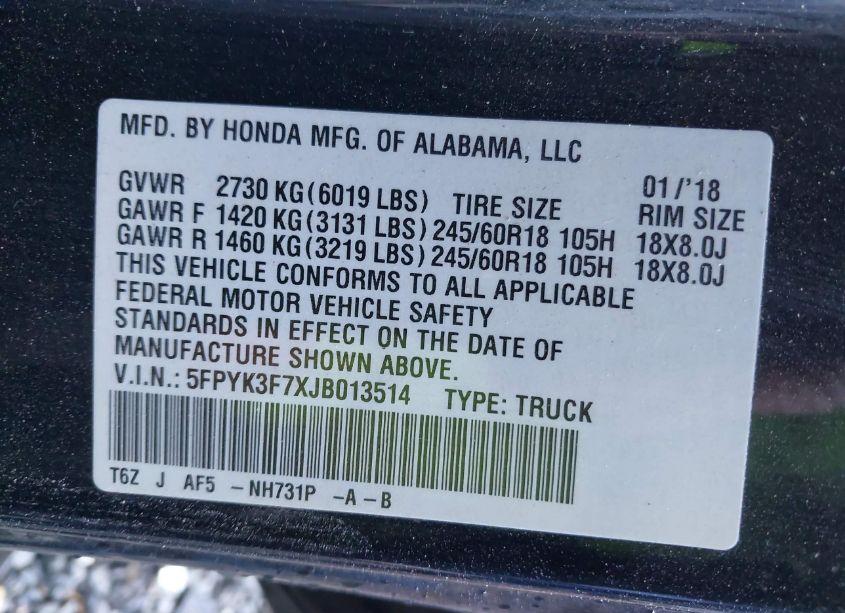 MFD. BY HONDA MFG. OF ALABAMA, LLC
01/'18
GVWR 2730 KG(6019 LBS) TIRE SIZE RIM SIZE
GAWR F 1420 KG(3131 LBS) 245/60R18 105H 18X8.0J
GAWR R 1460 KG(3219 LBS) 245/60R18 105H 18X8.0J
THIS VEHICLE CONFORMS TO ALL APPLICABLE
FEDERAL MOTOR VEHICLE SAFETY
STANDARDS IN EFFECT ON THE DATE OF
MANUFACTURE SHOWN ABOVE.
V.I.N.: 5FPYK3F7XJB013514 TYPE: TRUCK
T6Z J AF5 -NH731P -A-B